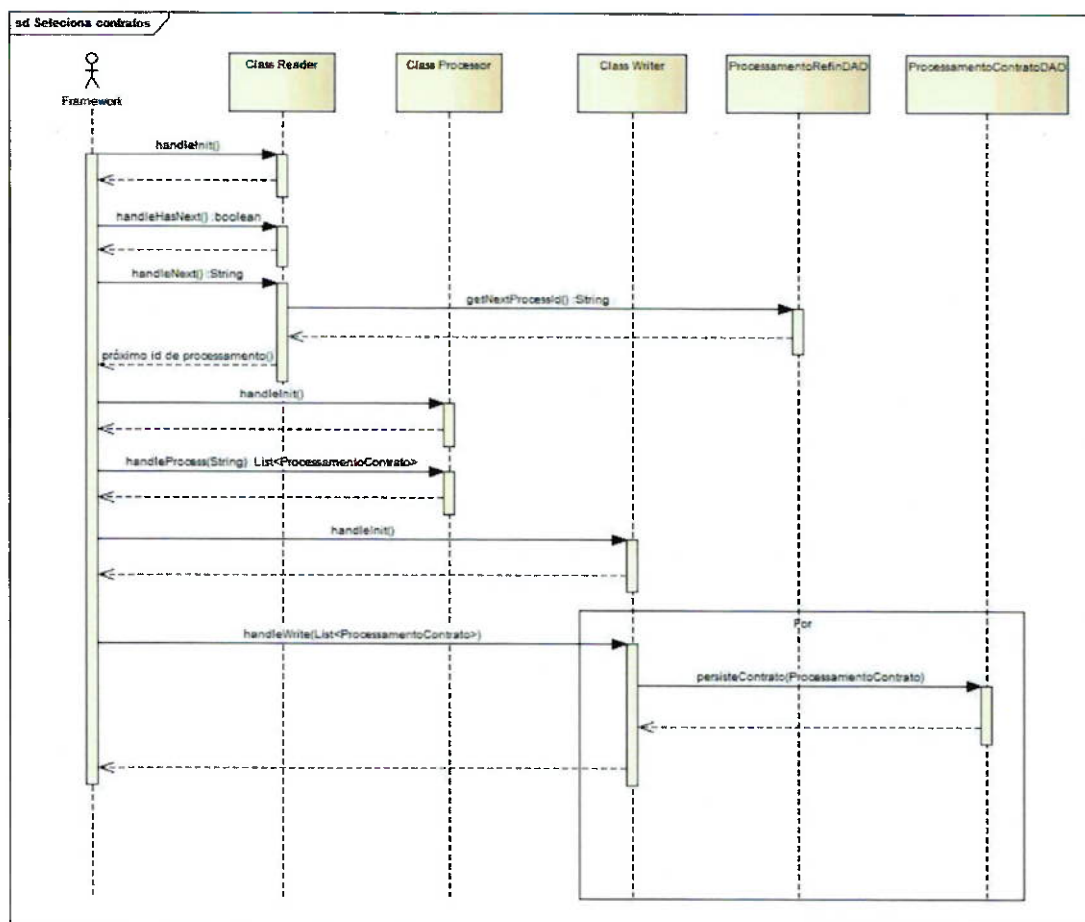 sd Seleciona contratos
Framework
Class Reader
Class Processor
Class Writer
ProcessamentoRefinDAO
ProcessamentoContratoDAO
handleInit()
handleHasNext() :boolean
handleNext() :String
getNextProcessId() :String
próximo id de processamento()
handleInit()
handleProcess(String) List<ProcessamentoContrato>
handleInit()
For
handleWrite(List<ProcessamentoContrato>)
persisteContrato(ProcessamentoContrato)